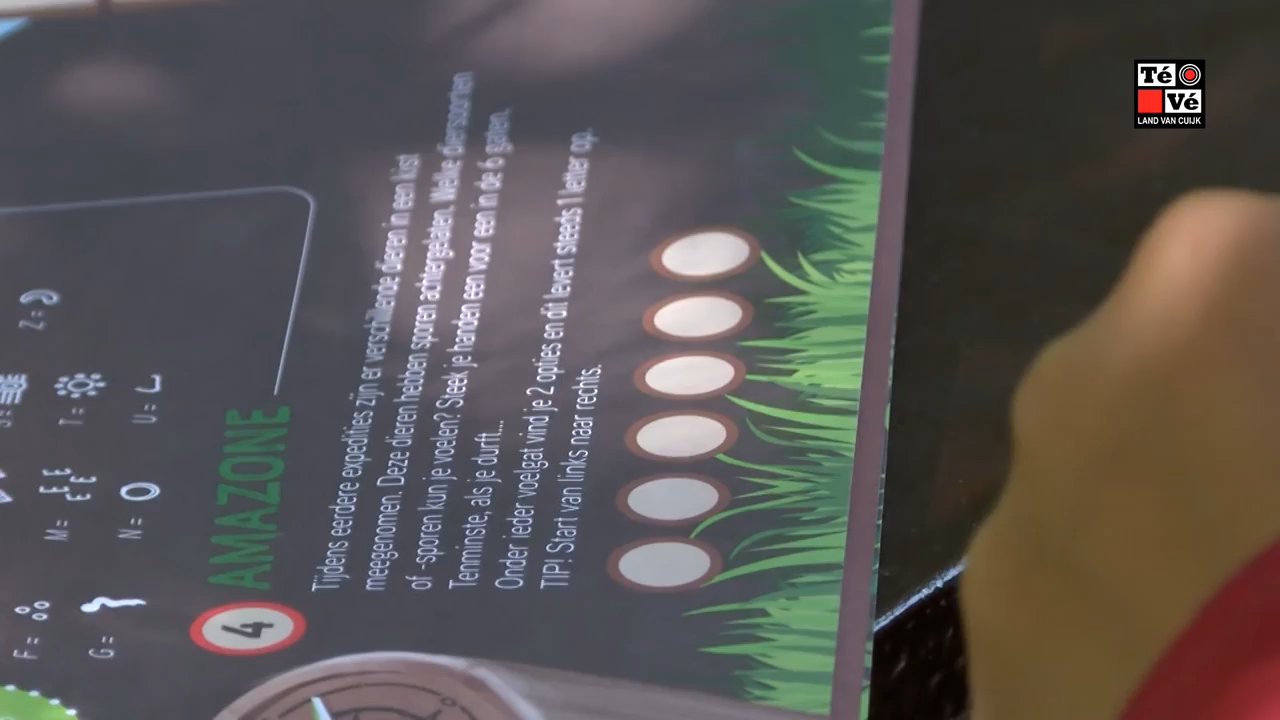 Té
Vé
LAND VAN CUIJK
F =
G =
M =
N =
T =
U =
Z =
4 AMAZONE
Tijdens eerdere expedities zijn er verschillende dieren in een kist
meegenomen. Deze dieren hebben sporen achtergelaten. Welke diersoorten
of -sporen kun je voelen? Steek je handen een voor een in de 6 gaten.
Tenminste, als je durft...
Onder ieder voelgat vind je 2 opties en dit levert steeds 1 letter op.
TIP! Start van links naar rechts.